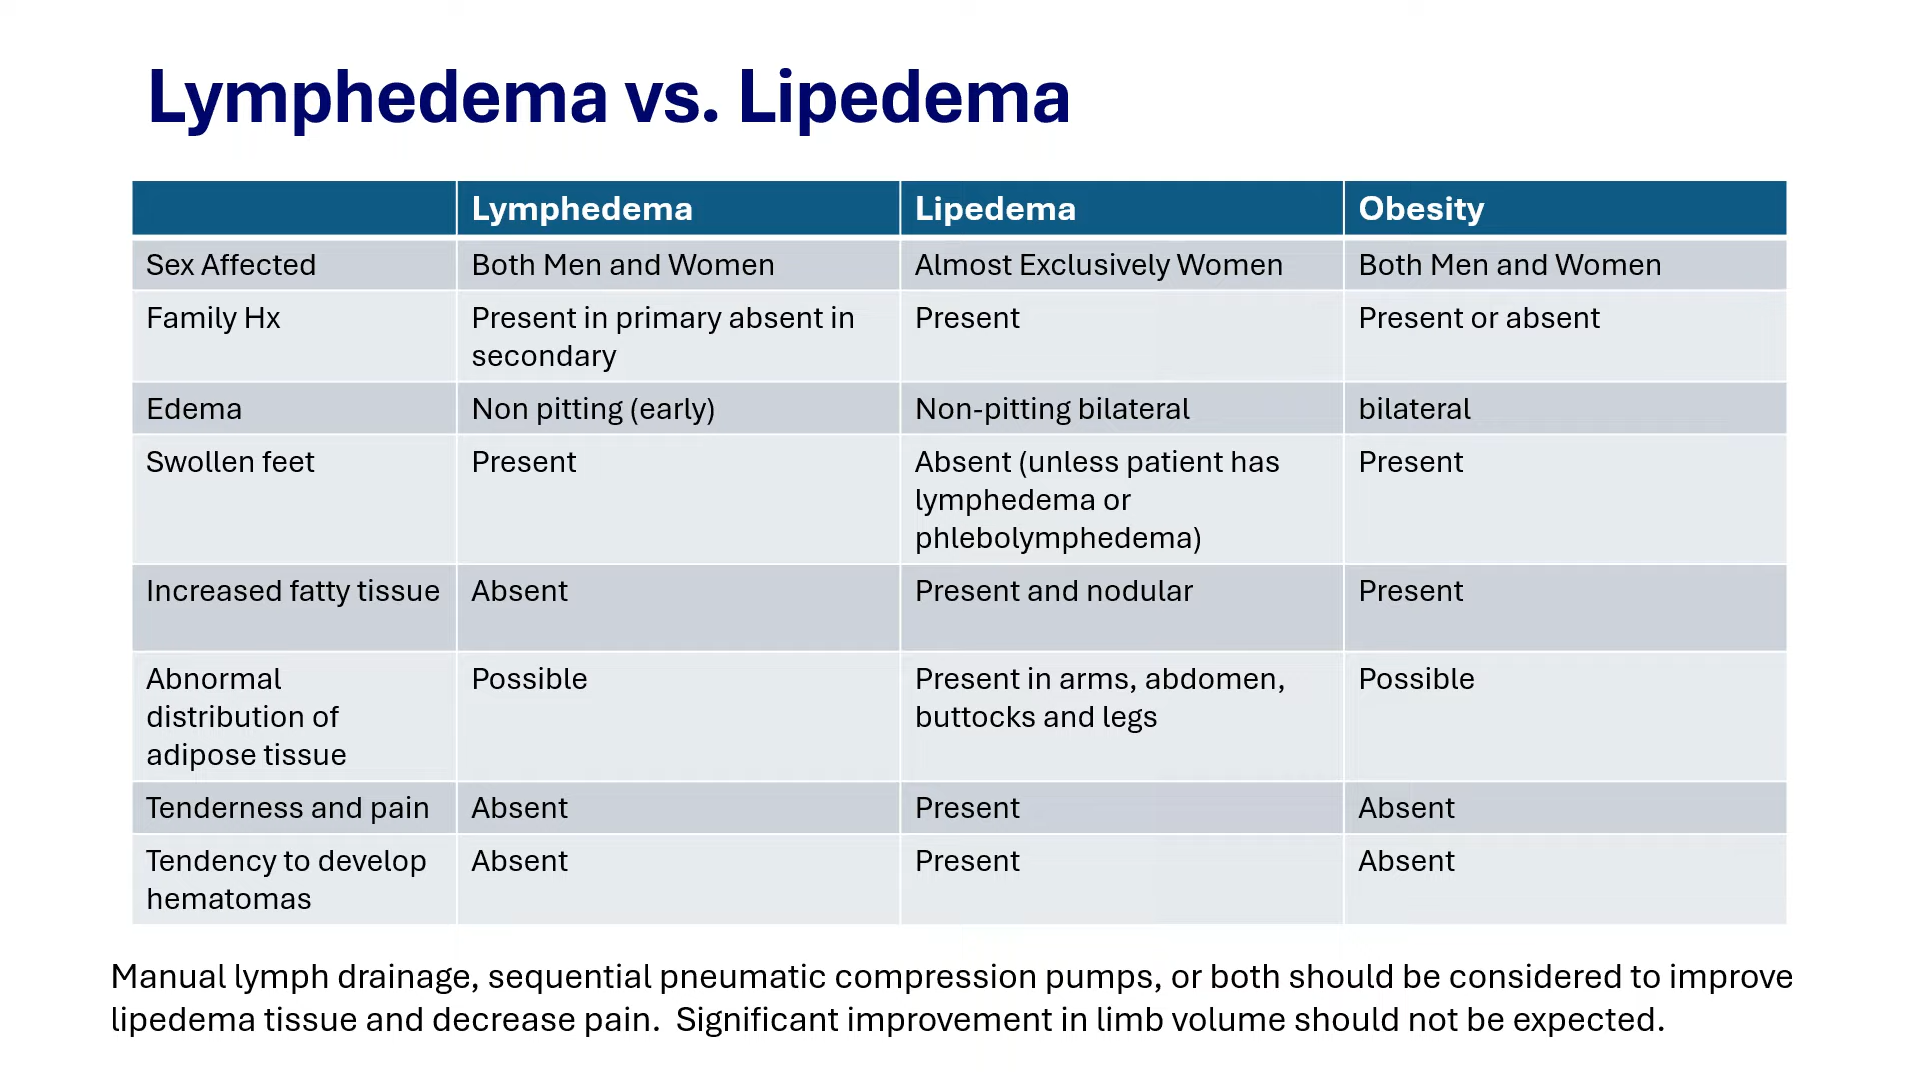 Lymphedema vs. Lipedema
Lymphedema Lipedema Obesity
Sex Affected Both Men and Women Almost Exclusively Women Both Men and Women
Family Hx Present in primary absent in Present Present or absent
secondary
Edema Non pitting (early) Non-pitting bilateral bilateral
Swollen feet Present Absent (unless patient has Present
lymphedema or
phlebolymphedema)
Increased fatty tissue Absent Present and nodular Present
Abnormal Possible Present in arms, abdomen, Possible
distribution of buttocks and legs
adipose tissue
Tenderness and pain Absent Present Absent
Tendency to develop Absent Present Absent
hematomas
Manual lymph drainage, sequential pneumatic compression pumps, or both should be considered to improve
lipedema tissue and decrease pain.  Significant improvement in limb volume should not be expected.